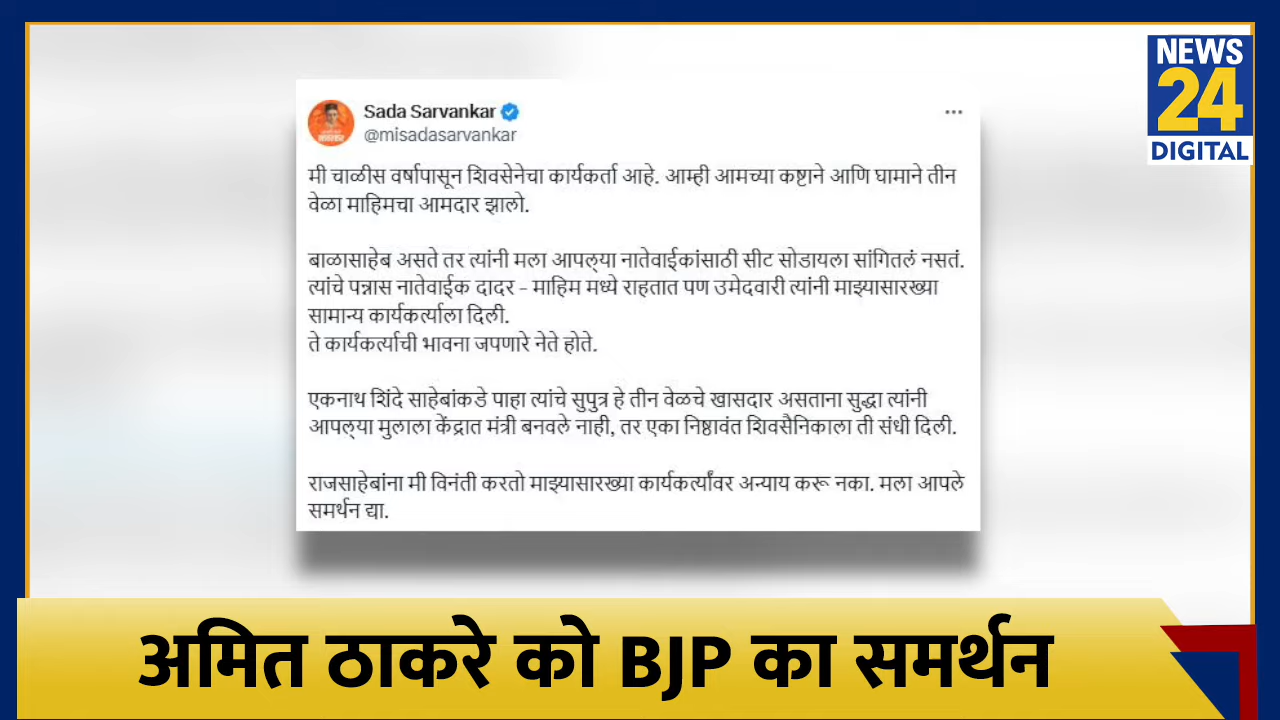 NEWS
24
DIGITAL
Sada Sarvankar
@misadasarvankar
मी चाळीस वर्षापासून शिवसेनेचा कार्यकर्ता आहे. आम्ही आमच्या कष्टाने आणि घामाने तीन
वेळा माहिमचा आमदार झालो.
बाळासाहेब असते तर त्यांनी मला आपल्या नातेवाईकांसाठी सीट सोडायला सांगितलं नसतं.
त्यांचे पन्नास नातेवाईक दादर - माहिम मध्ये राहतात पण उमेदवारी त्यांनी माझ्यासारख्या
सामान्य कार्यकर्त्याला दिली.
ते कार्यकर्त्याची भावना जपणारे नेते होते.
एकनाथ शिंदे साहेबांकडे पाहा त्यांचे सुपुत्र हे तीन वेळचे खासदार असताना सुद्धा त्यांनी
आपल्या मुलाला केंद्रात मंत्री बनवले नाही, तर एका निष्ठावंत शिवसैनिकाला ती संधी दिली.
राजसाहेबांना मी विनंती करतो माझ्यासारख्या कार्यकर्त्यांवर अन्याय करू नका. मला आपले
समर्थन द्या.
अमित ठाकरे को BJP का समर्थन